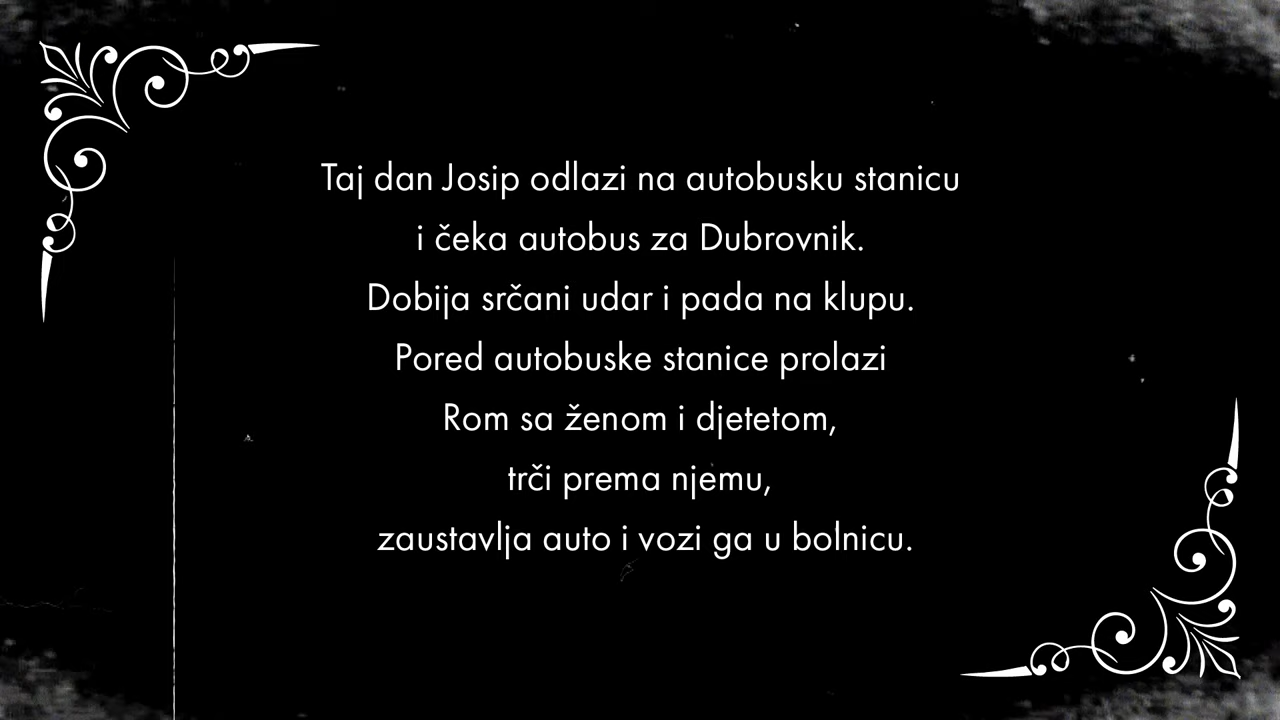 Taj dan Josip odlazi na autobusku stanicu
i čeka autobus za Dubrovnik.
Dobija srčani udar i pada na klupu.
Pored autobuske stanice prolazi
Rom sa ženom i djetetom,
trči prema njemu,
zaustavlja auto i vozi ga u bolnicu.